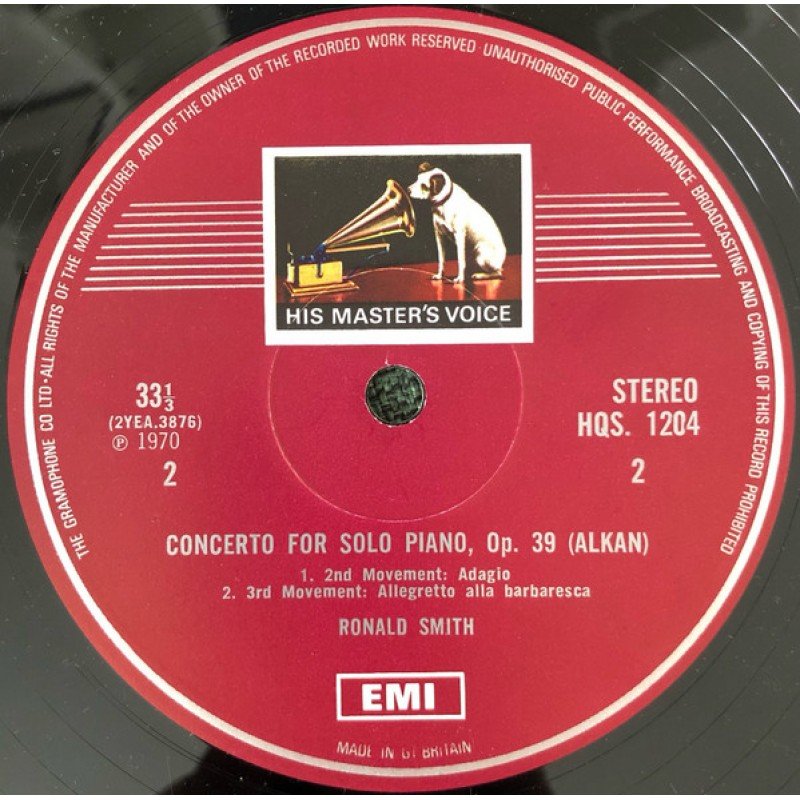 THE GRAMOPHONE CO LTD·ALL RIGHTS OF THE MANUFACTURER AND OF THE OWNER OF THE RECORDED WORK RESERVED·UNAUTHORISED PUBLIC PERFORMANCE BROADCASTING AND COPYING OF THIS RECORD PROHIBITED
HIS MASTER'S VOICE
33⅓
(2YEA.3876)
℗ 1970
2
STEREO
HQS. 1204
2
CONCERTO FOR SOLO PIANO, Op. 39 (ALKAN)
1. 2nd Movement: Adagio
2. 3rd Movement: Allegretto alla barbaresca
RONALD SMITH
EMI
MADE IN GT BRITAIN